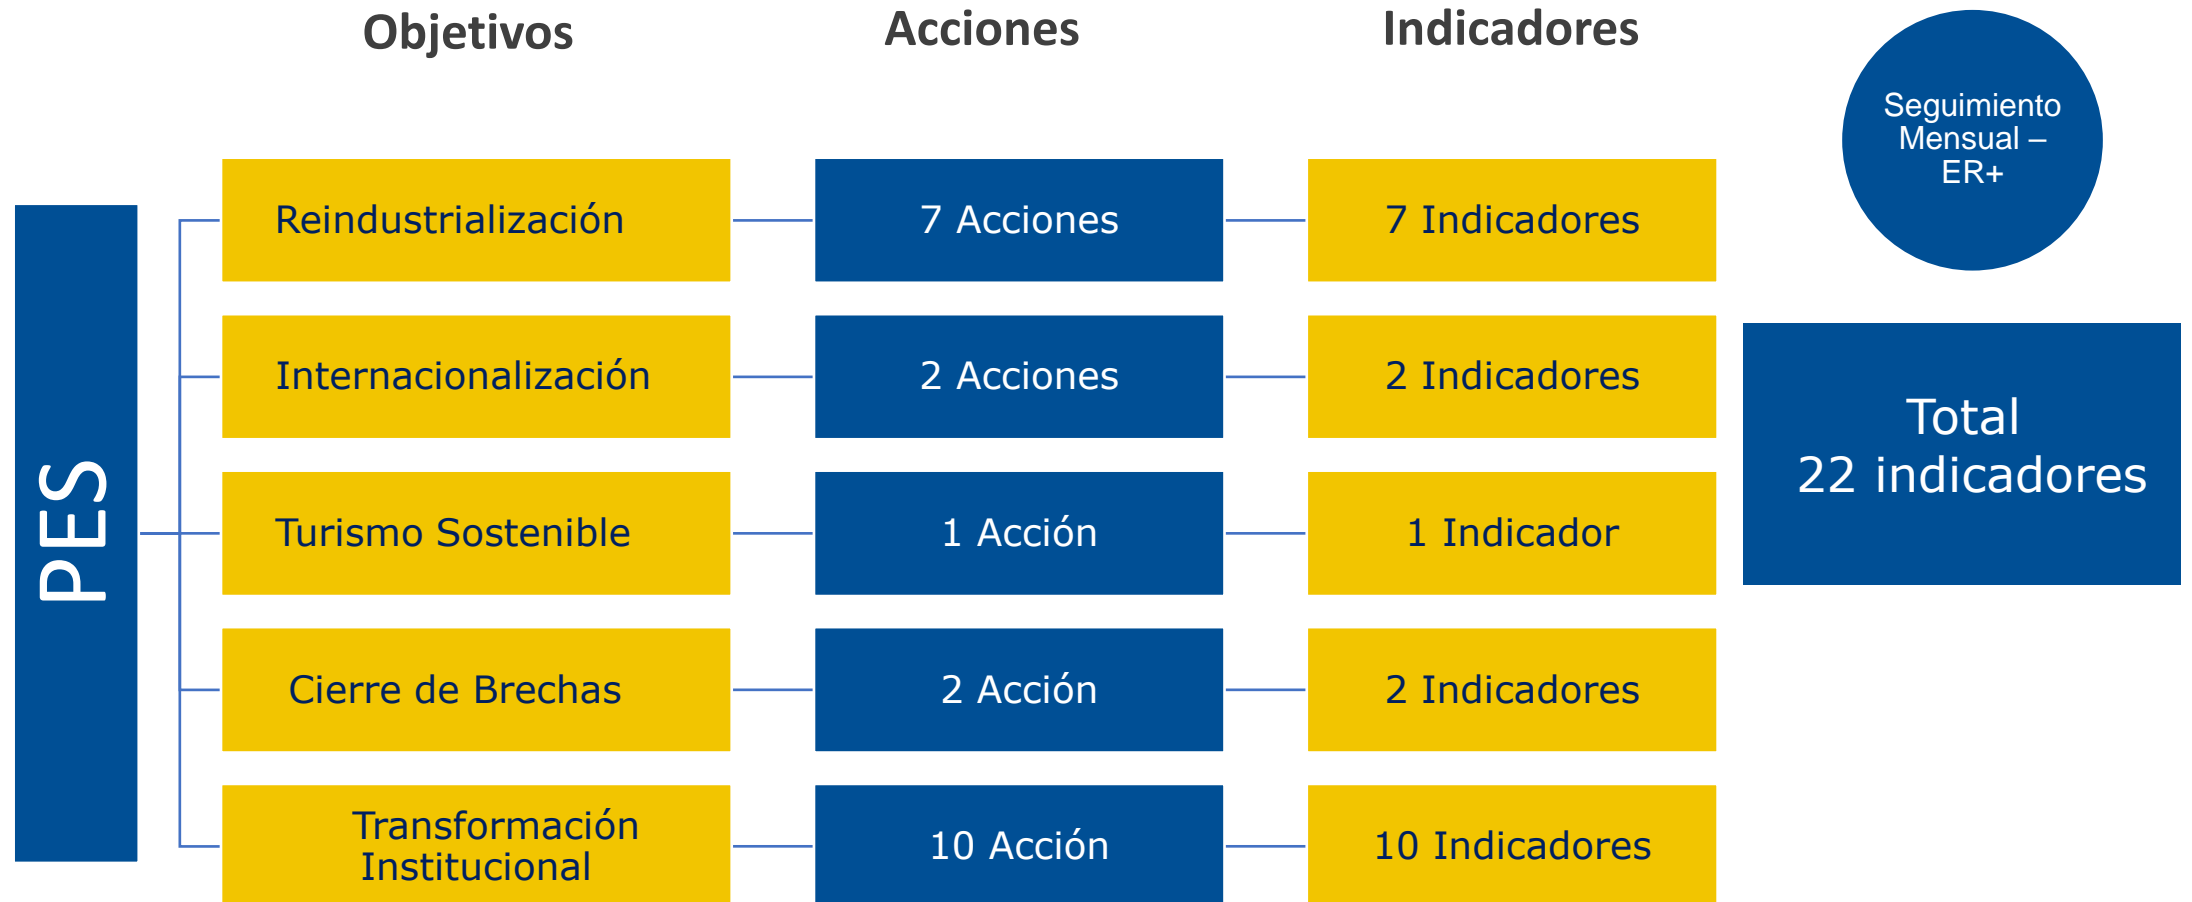 Objetivos
Acciones
Indicadores
Seguimiento
Mensual –
ER+
PES
Reindustrialización
7 Acciones
7 Indicadores
Internacionalización
2 Acciones
2 Indicadores
Total
22 indicadores
Turismo Sostenible
1 Acción
1 Indicador
Cierre de Brechas
2 Acción
2 Indicadores
Transformación
Institucional
10 Acción
10 Indicadores